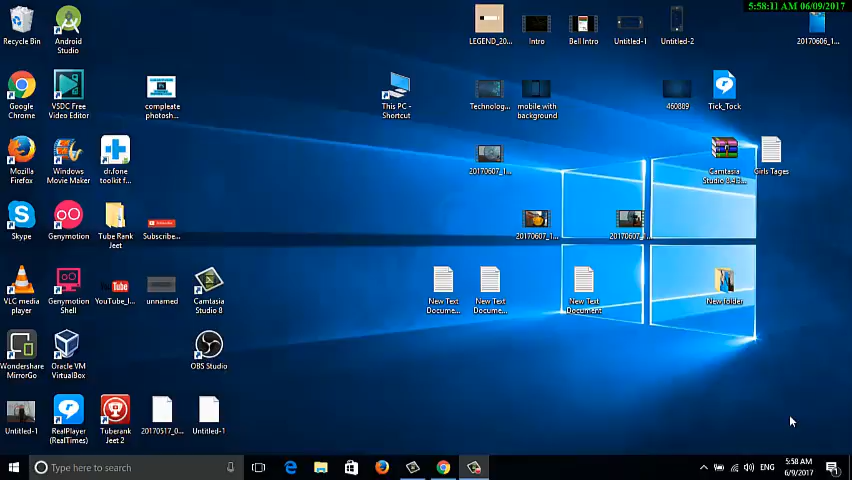 5:58:11 AM 06/09/2017
Recycle Bin
Android
Studio
LEGEND_20...
Intro
Bell Intro
Untitled-1
Untitled-2
20170606_1...
Google
Chrome
VSDC Free
Video Editor
compleate
photosh...
This PC -
Shortcut
Technolog...
mobile with
background
460889
Tick_Tock
Mozilla
Firefox
Windows
Movie Maker
dr.fone
toolkit f...
20170607_1...
Camtasia
Girls Tages
Skype
Genymotion
Tube Rank
Jeet
Subscribe...
20170607_1...
20170607_1...
VLC media
player
Genymotion
Shell
YouTube_I...
unnamed
Camtasia
Studio 8
New Text
Docume...
New Text
Docume...
New Text
Document
New folder
Wondershare
MirrorGo
Oracle VM
VirtualBox
OBS Studio
Untitled-1
RealPlayer
(RealTimes)
Tuberank
Jeet 2
20170517_0...
Untitled-1
Type here to search
ENG
5:58 AM
6/9/2017